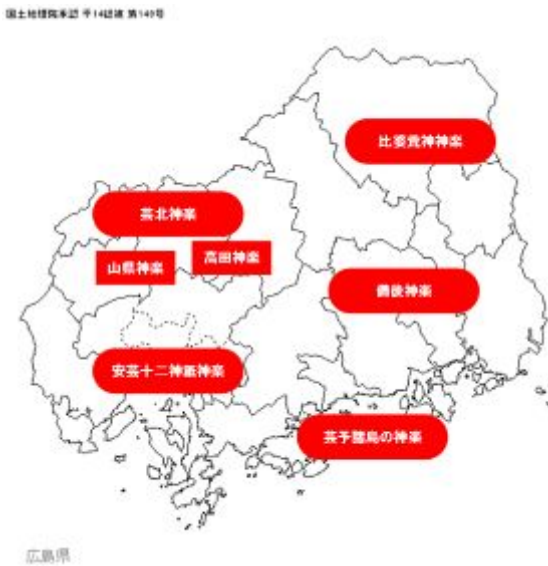 国土地理院承認 平14総複 第149号
比婆荒神神楽
芸北神楽
高田神楽
山県神楽
備後神楽
安芸十二神祇神楽
芸予諸島の神楽
広島県